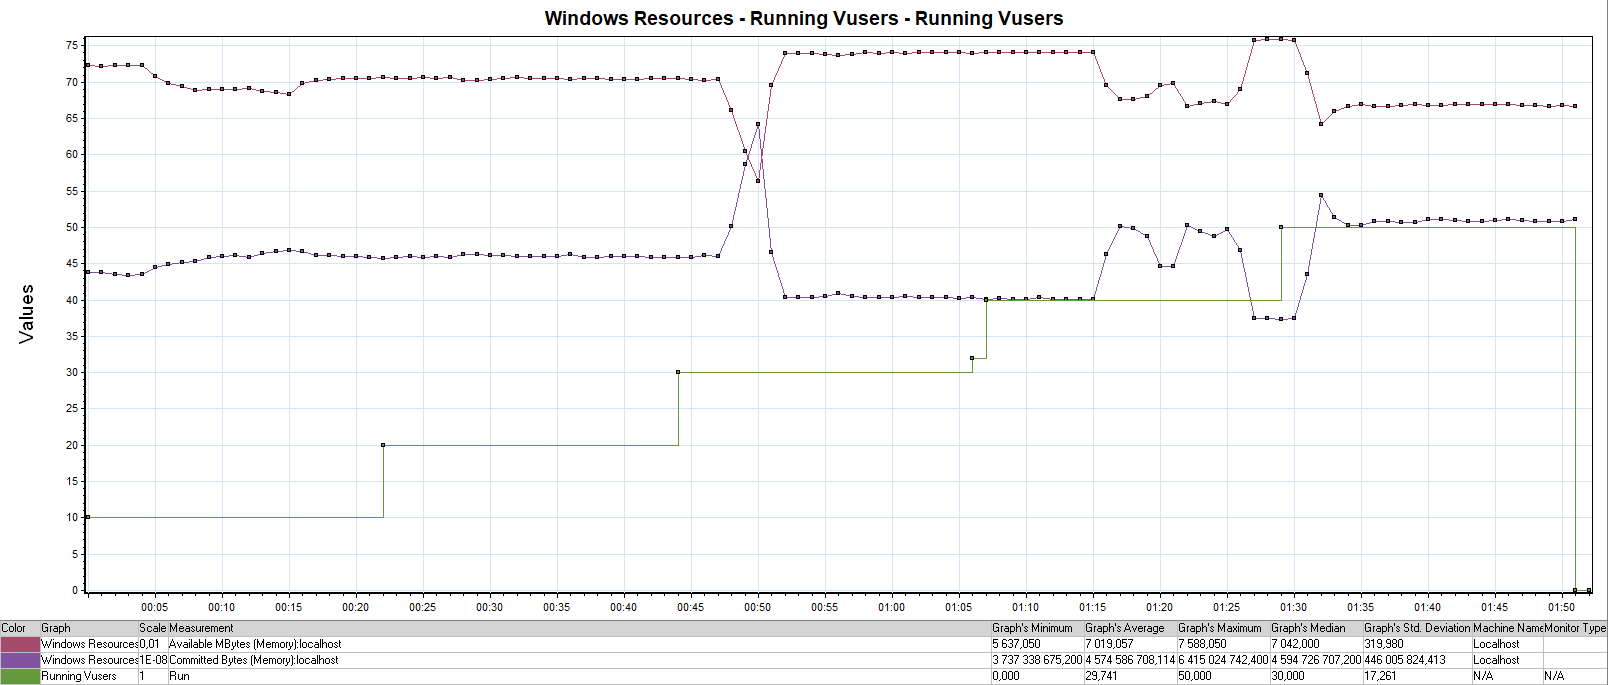 Windows Resources - Running Vusers - Running Vusers
75
70
65
60
55
50
45
40
35
30
25
20
15
10
5
0
Values
00:05 00:10 00:15 00:20 00:25 00:30 00:35 00:40 00:45 00:50 00:55 01:00 01:05 01:10 01:15 01:20 01:25 01:30 01:35 01:40 01:45 01:50
Color Graph Scale Measurement Graph's Minimum Graph's Average Graph's Maximum Graph's Median Graph's Std. Deviation Machine Name Monitor Type
Windows Resources 0,01 Available MBytes (Memory):localhost 5 637,050 7 019,057 7 588,050 7 042,000 319,980 Localhost
Windows Resources 1E-08 Committed Bytes (Memory):localhost 3 737 338 675,200 4 574 586 708,114 6 415 024 742,400 4 594 726 707,200 446 005 824,413 Localhost
Running Vusers 1 Run 0,000 29,741 50,000 30,000 17,261 N/A N/A